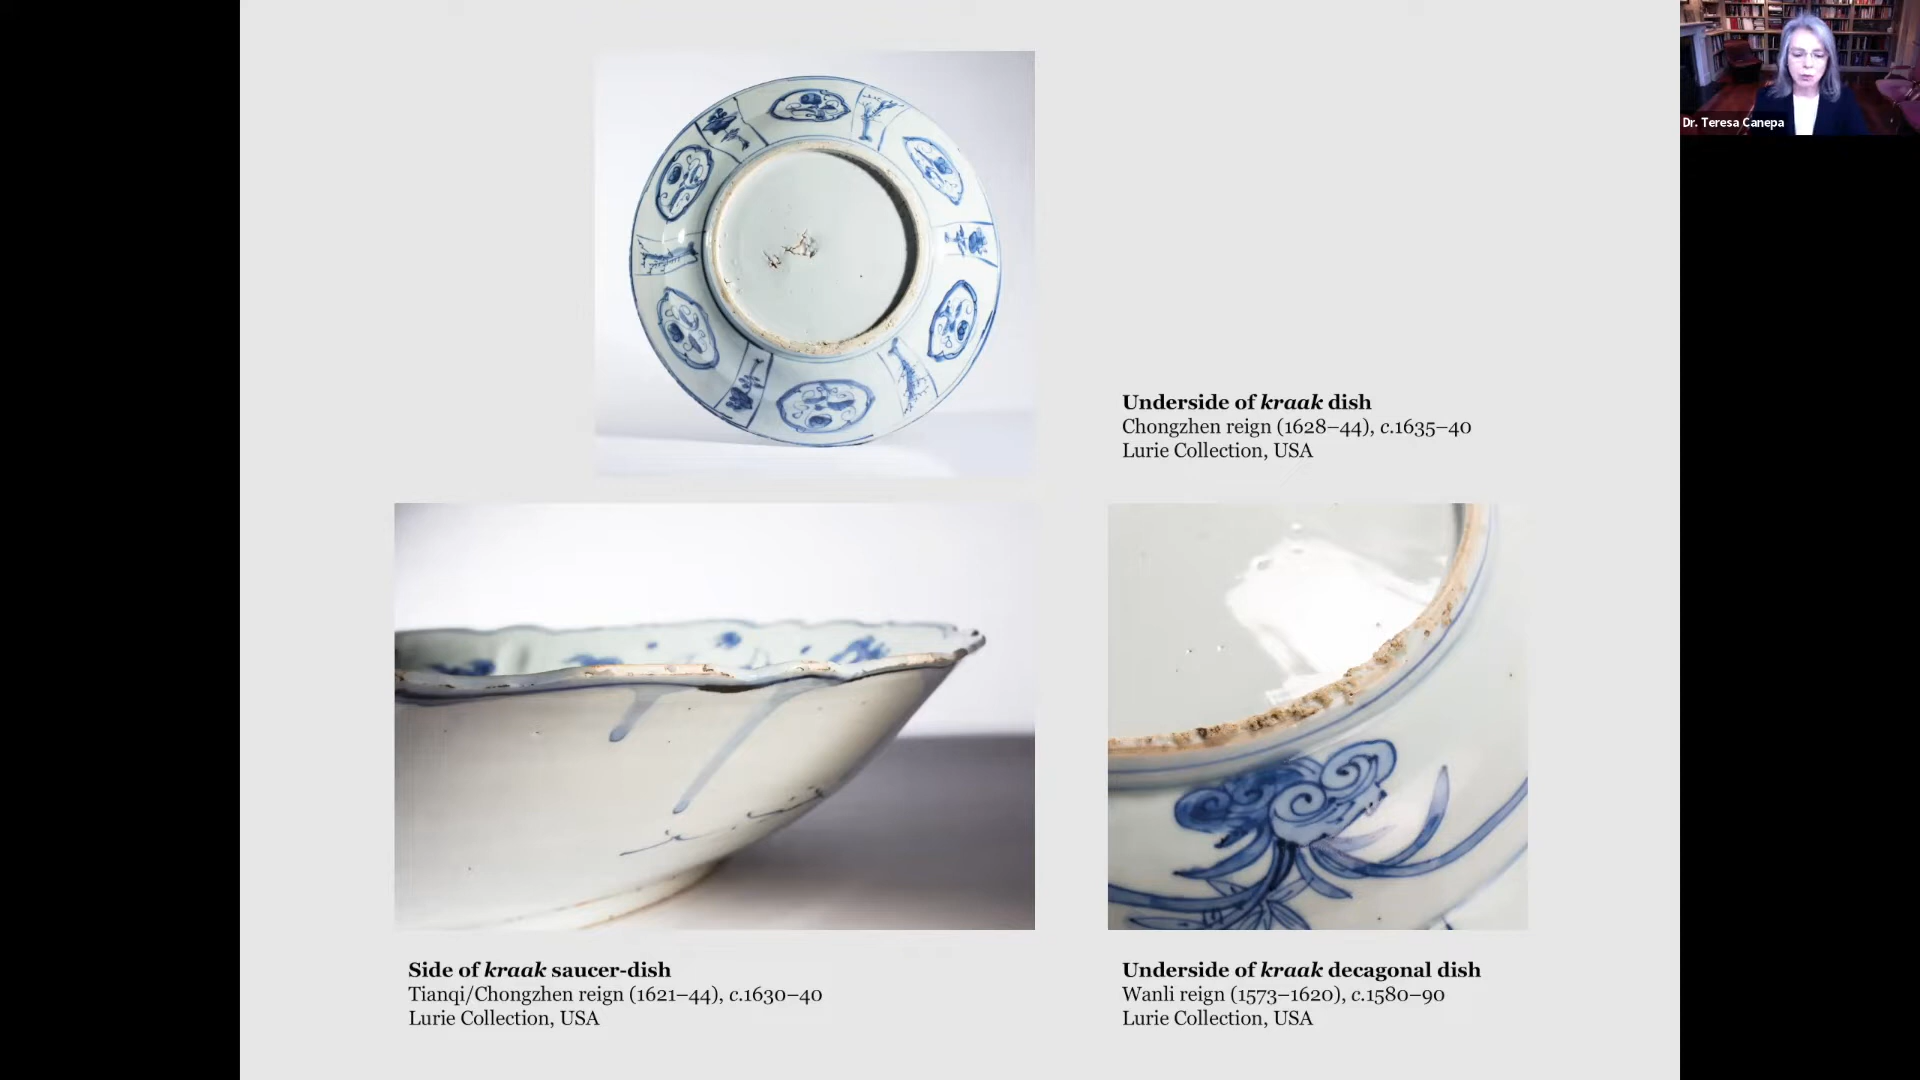 Dr. Teresa Canepa
Underside of kraak dish
Chongzhen reign (1628–44), c.1635–40
Lurie Collection, USA
Side of kraak saucer-dish
Tianqi/Chongzhen reign (1621–44), c.1630–40
Lurie Collection, USA
Underside of kraak decagonal dish
Wanli reign (1573–1620), c.1580–90
Lurie Collection, USA